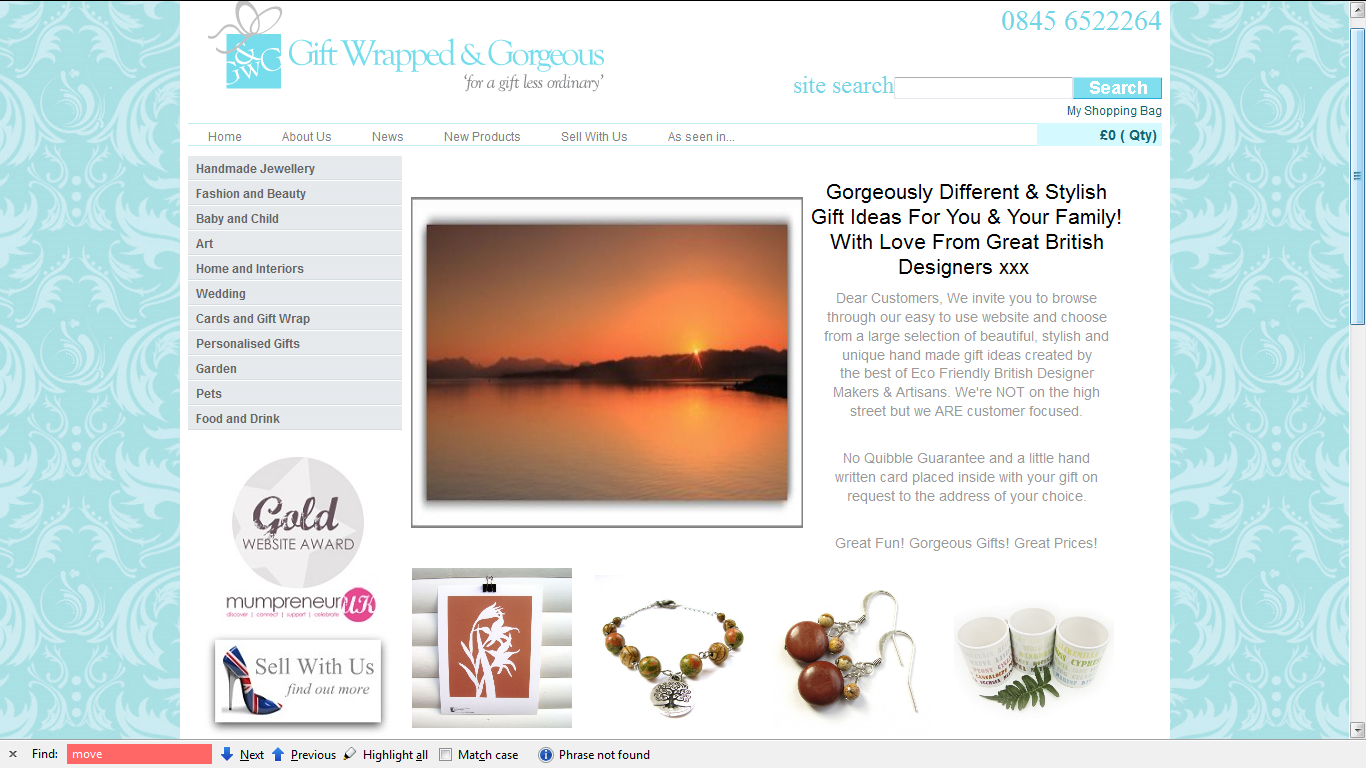 0845 6522264
& GWG
Gift Wrapped & Gorgeous
'for a gift less ordinary'
site search Search
My Shopping Bag
Home About Us News New Products Sell With Us As seen in... £0 ( Qty)
Handmade Jewellery
Fashion and Beauty
Baby and Child
Art
Home and Interiors
Wedding
Cards and Gift Wrap
Personalised Gifts
Garden
Pets
Food and Drink
Gold
WEBSITE AWARD
mumpreneurUK
discover | connect | support | celebrate
Sell With Us
find out more
Gorgeously Different & Stylish
Gift Ideas For You & Your Family!
With Love From Great British
Designers xxx
Dear Customers, We invite you to browse
through our easy to use website and choose
from a large selection of beautiful, stylish and
unique hand made gift ideas created by
the best of Eco Friendly British Designer
Makers & Artisans. We're NOT on the high
street but we ARE customer focused.
No Quibble Guarantee and a little hand
written card placed inside with your gift on
request to the address of your choice.
Great Fun! Gorgeous Gifts! Great Prices!
Find: move Next Previous Highlight all Match case Phrase not found